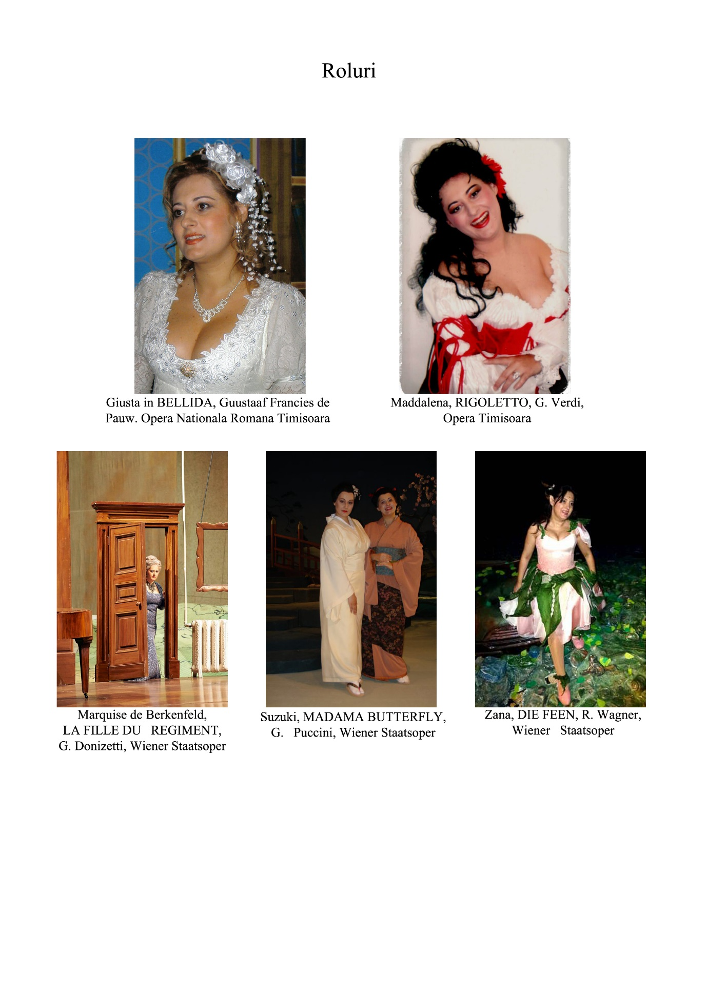 Roluri
Giusta in BELLIDA, Guustaaf Francies de
Pauw. Opera Nationala Romana Timisoara
Maddalena, RIGOLETTO, G. Verdi,
Opera Timisoara
Marquise de Berkenfeld,
LA FILLE DU REGIMENT,
G. Donizetti, Wiener Staatsoper
Suzuki, MADAMA BUTTERFLY,
G. Puccini, Wiener Staatsoper
Zana, DIE FEEN, R. Wagner,
Wiener Staatsoper